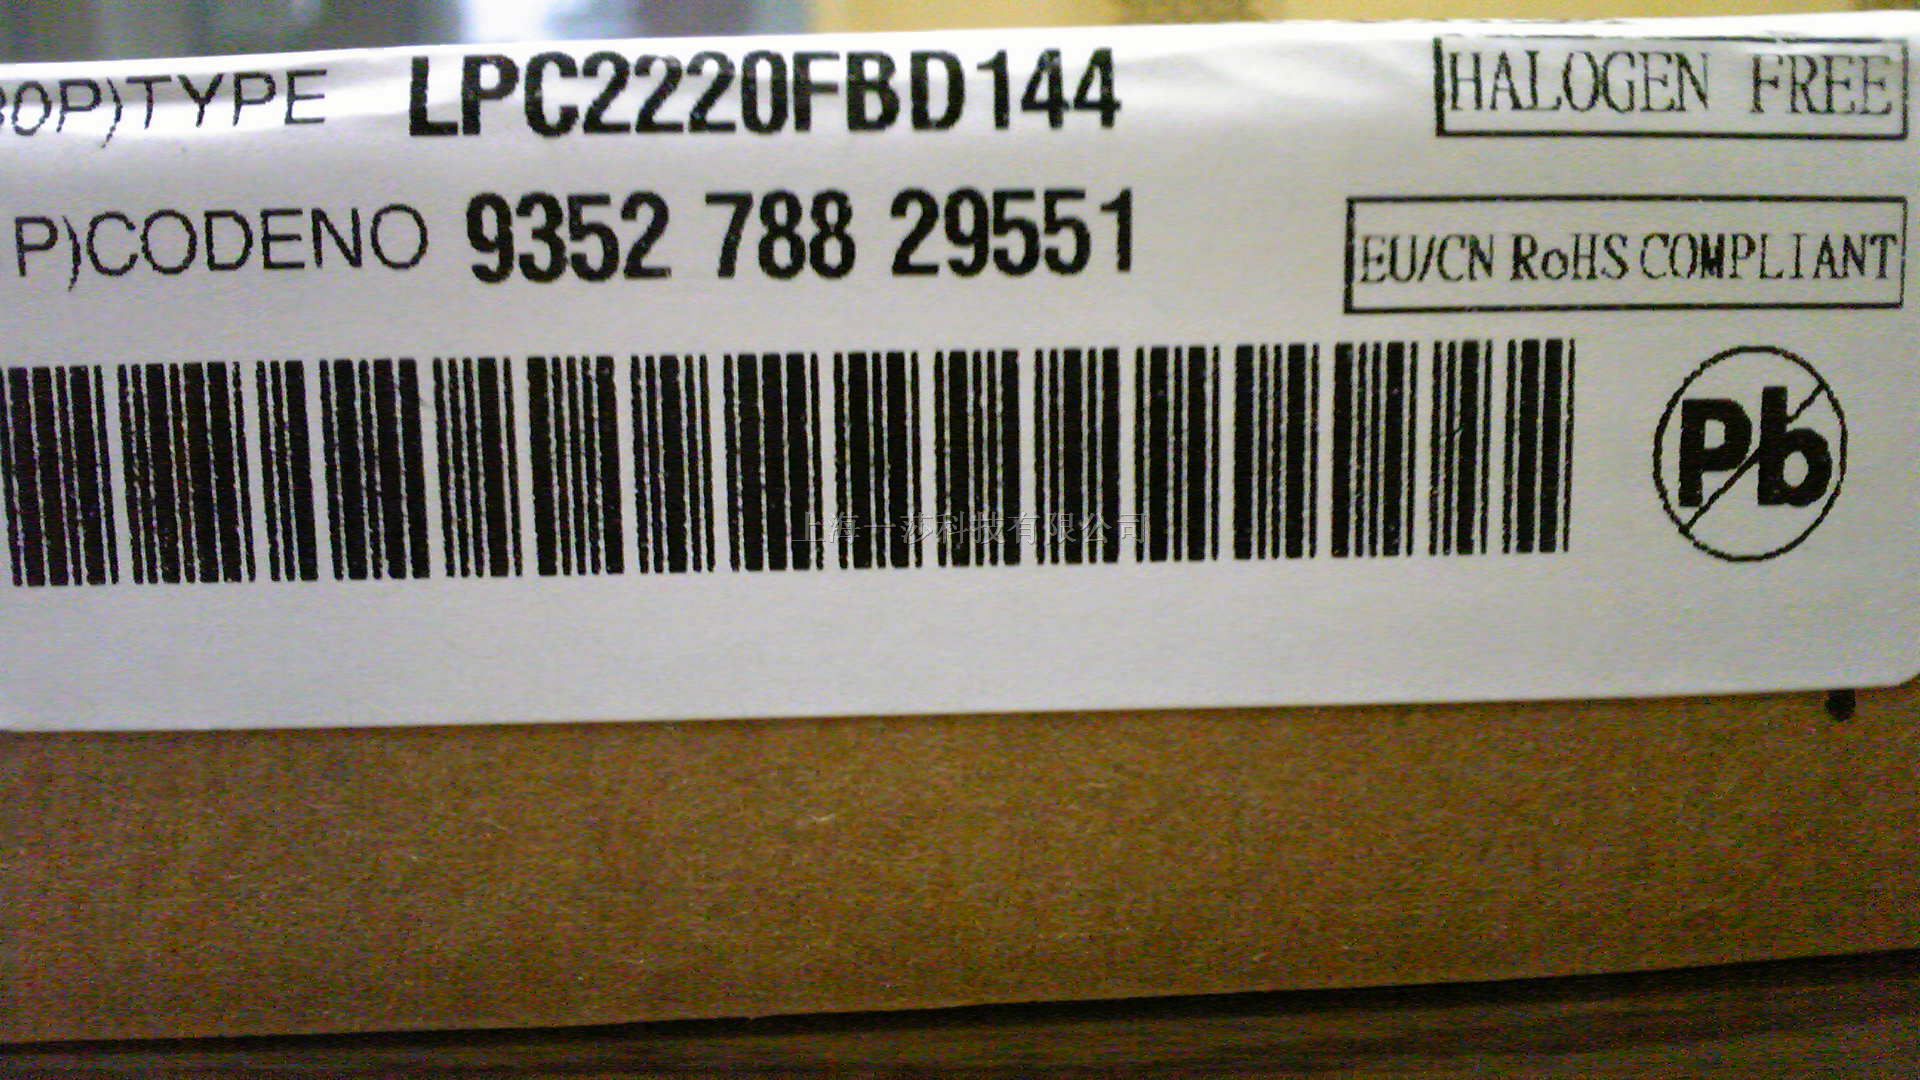 30P)TYPE LPC2220FBD144
HALOGEN FREE
P)CODENO 9352 788 29551
EU/CN RoHS COMPLIANT
Pb
上海一莎科技有限公司